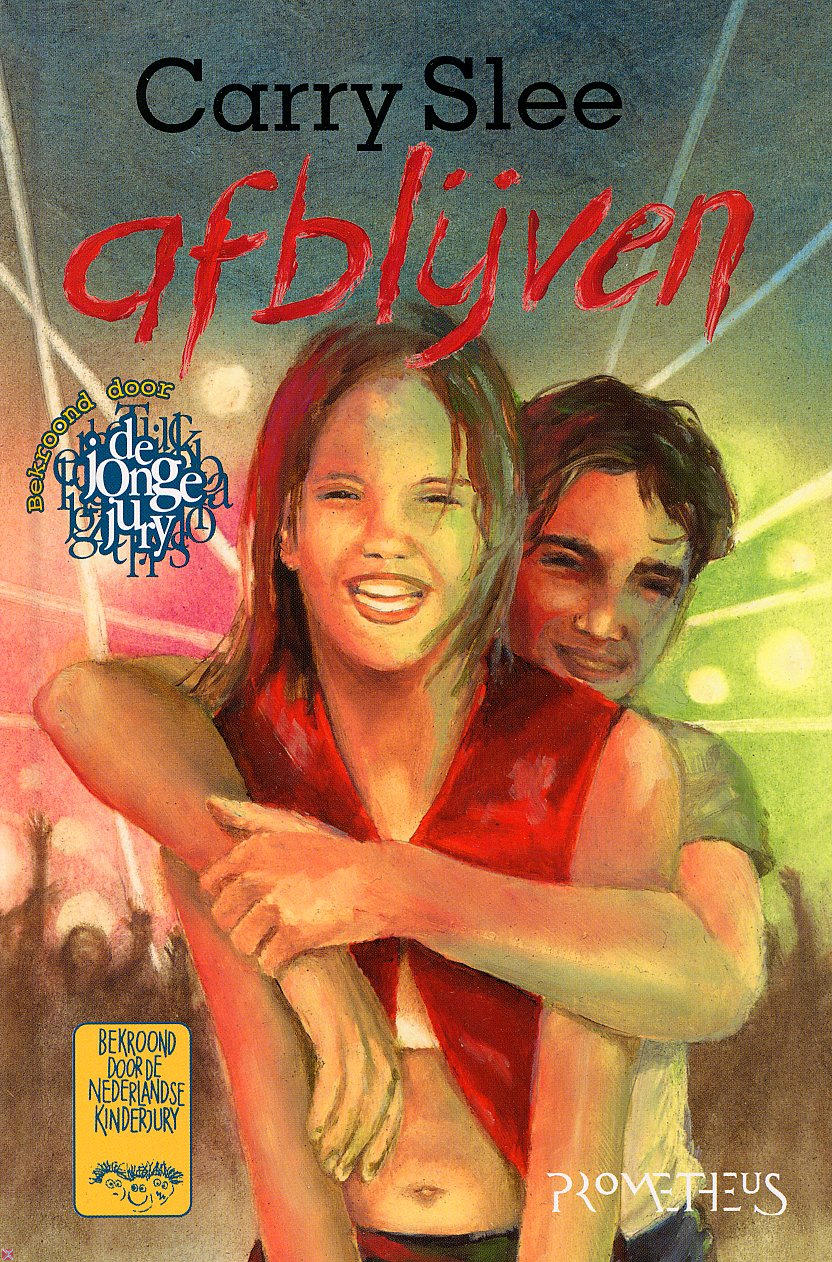 Carry Slee
afblijven
Bekroond door
de
jonge
jury
BEKROOND
DOOR DE
NEDERLANDSE
KINDERJURY
PROMETHEUS